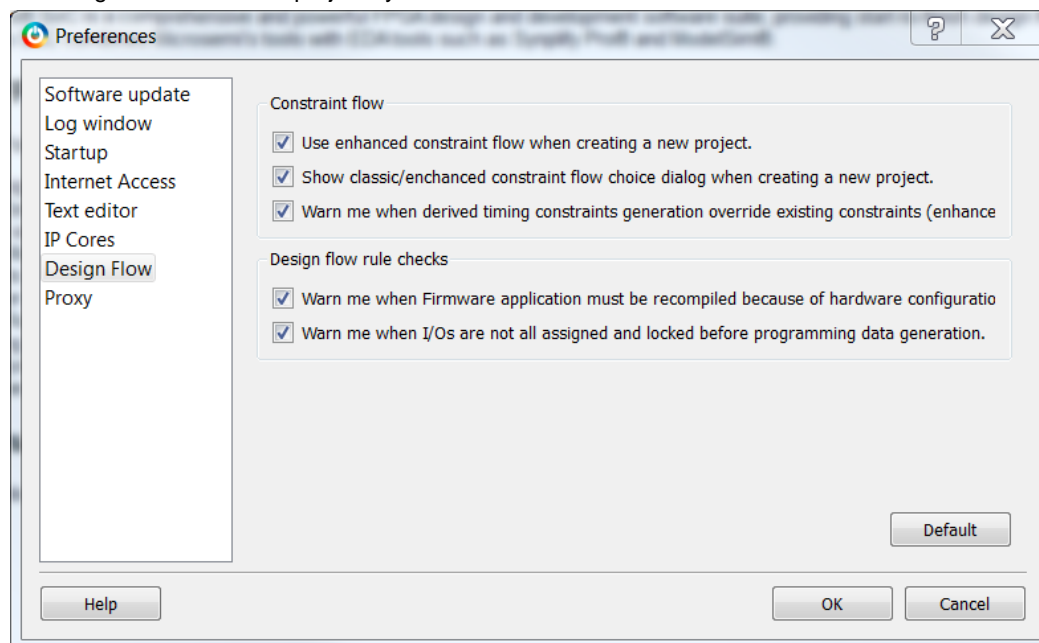 Preferences
Software update
Log window
Startup
Internet Access
Text editor
IP Cores
Design Flow
Proxy
Constraint flow
Use enhanced constraint flow when creating a new project.
Show classic/enchanced constraint flow choice dialog when creating a new project.
Warn me when derived timing constraints generation override existing constraints (enhance
Design flow rule checks
Warn me when Firmware application must be recompiled because of hardware configuratio
Warn me when I/Os are not all assigned and locked before programming data generation.
Default
Help
OK
Cancel